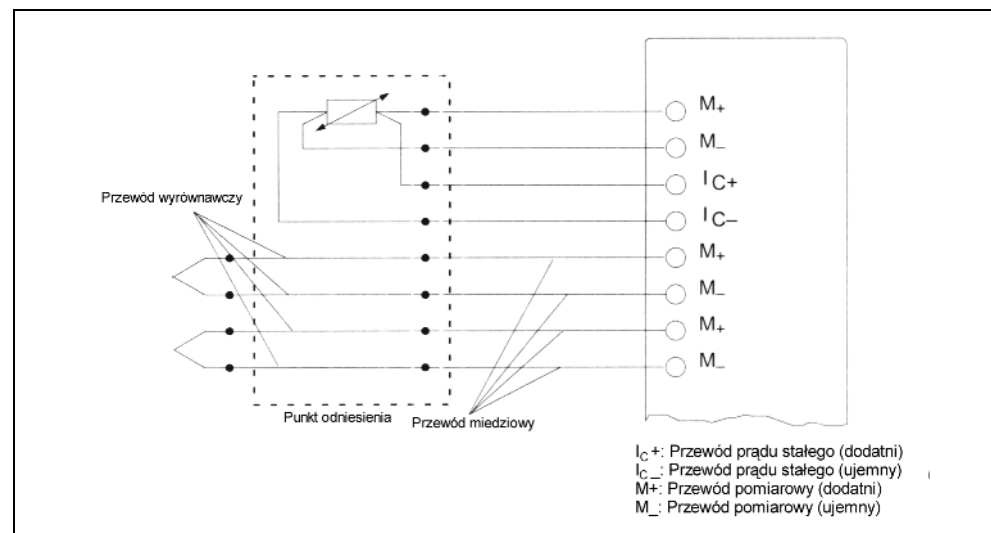 M+
M_
IC+
IC–
Przewód wyrównawczy
M+
M_
M+
M_
Punkt odniesienia
Przewód miedziowy
IC+: Przewód prądu stałego (dodatni)
IC_: Przewód prądu stałego (ujemny)
M+: Przewód pomiarowy (dodatni)
M_: Przewód pomiarowy (ujemny)